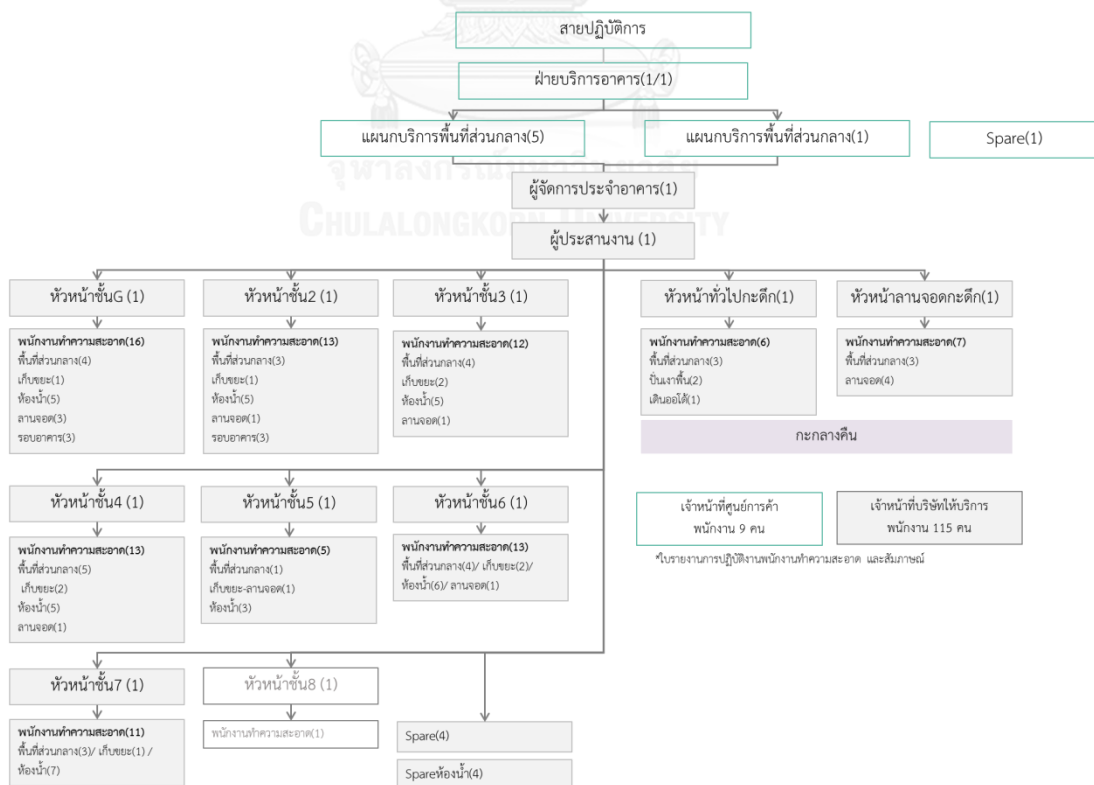 สายปฏิบัติการ
ฝ่ายบริการอาคาร(1/1)
แผนกบริการพื้นที่ส่วนกลาง(5)
แผนกบริการพื้นที่ส่วนกลาง(1)
Spare(1)
จุฬาลงกรณ์มหาวิทยาลัย
CHULALONGKORN UNIVERSITY
ผู้จัดการประจำอาคาร(1)
ผู้ประสานงาน (1)
หัวหน้าชั้นG (1)
พนักงานทำความสะอาด(16)
พื้นที่ส่วนกลาง(4)
เก็บขยะ(1)
ห้องน้ำ(5)
ลานจอด(3)
รอบอาคาร(3)
หัวหน้าชั้น2 (1)
พนักงานทำความสะอาด(13)
พื้นที่ส่วนกลาง(3)
เก็บขยะ(1)
ห้องน้ำ(5)
ลานจอด(1)
รอบอาคาร(3)
หัวหน้าชั้น3 (1)
พนักงานทำความสะอาด(12)
พื้นที่ส่วนกลาง(4)
เก็บขยะ(2)
ห้องน้ำ(5)
ลานจอด(1)
หัวหน้าทั่วไปกะดึก(1)
พนักงานทำความสะอาด(6)
พื้นที่ส่วนกลาง(3)
ปั่นเงาพื้น(2)
เดินออโต้(1)
หัวหน้าลานจอดกะดึก(1)
พนักงานทำความสะอาด(7)
พื้นที่ส่วนกลาง(3)
ลานจอด(4)
กะกลางคืน
หัวหน้าชั้น4 (1)
พนักงานทำความสะอาด(13)
พื้นที่ส่วนกลาง(5)
เก็บขยะ(2)
ห้องน้ำ(5)
ลานจอด(1)
หัวหน้าชั้น5 (1)
พนักงานทำความสะอาด(5)
พื้นที่ส่วนกลาง(1)
เก็บขยะ-ลานจอด(1)
ห้องน้ำ(3)
หัวหน้าชั้น6 (1)
พนักงานทำความสะอาด(13)
พื้นที่ส่วนกลาง(4)/ เก็บขยะ(2)/
ห้องน้ำ(6)/ ลานจอด(1)
เจ้าหน้าที่ศูนย์การค้า
พนักงาน 9 คน
เจ้าหน้าที่บริษัทให้บริการ
พนักงาน 115 คน
*ใบรายงานการปฏิบัติงานพนักงานทำความสะอาด และสัมภาษณ์
หัวหน้าชั้น7 (1)
พนักงานทำความสะอาด(11)
พื้นที่ส่วนกลาง(3)/ เก็บขยะ(1) /
ห้องน้ำ(7)
หัวหน้าชั้น8 (1)
พนักงานทำความสะอาด(1)
Spare(4)
Spareห้องน้ำ(4)